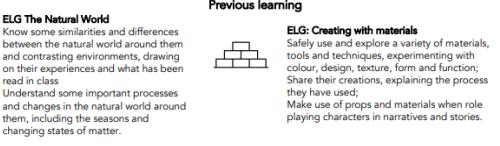 Previous learning
ELG The Natural World
Know some similarities and differences
between the natural world around them
and contrasting environments, drawing
on their experiences and what has been
read in class
Understand some important processes
and changes in the natural world around
them, including the seasons and
changing states of matter.
ELG: Creating with materials
Safely use and explore a variety of materials,
tools and techniques, experimenting with
colour, design, texture, form and function;
Share their creations, explaining the process
they have used;
Make use of props and materials when role
playing characters in narratives and stories.